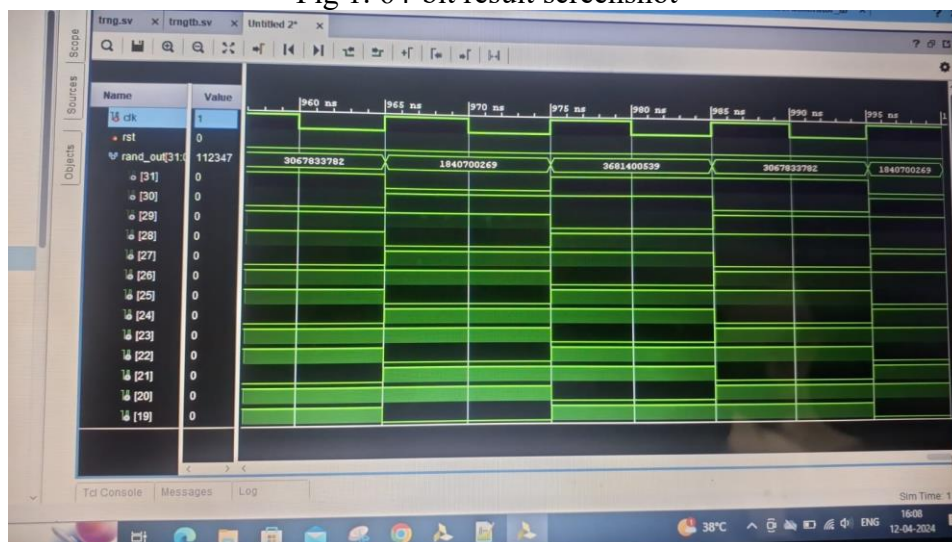 Fig 1: 64-bit result screenshot
trng.sv × trngtb.sv × Untitled 2* ×
Scope
Sources
Objects
Name Value
clk 1
rst 0
rand_out[31:0 112347
[31] 0
[30] 0
[29] 0
[28] 0
[27] 0
[26] 0
[25] 0
[24] 0
[23] 0
[22] 0
[21] 0
[20] 0
[19] 0
960 ns 965 ns 970 ns 975 ns 980 ns 985 ns 990 ns 995 ns 1
3067833782 1840700269 3681400539 3067833782 1840700269
Tcl Console Messages Log
Sim Time: 1
38°C ENG 16:08
12-04-2024